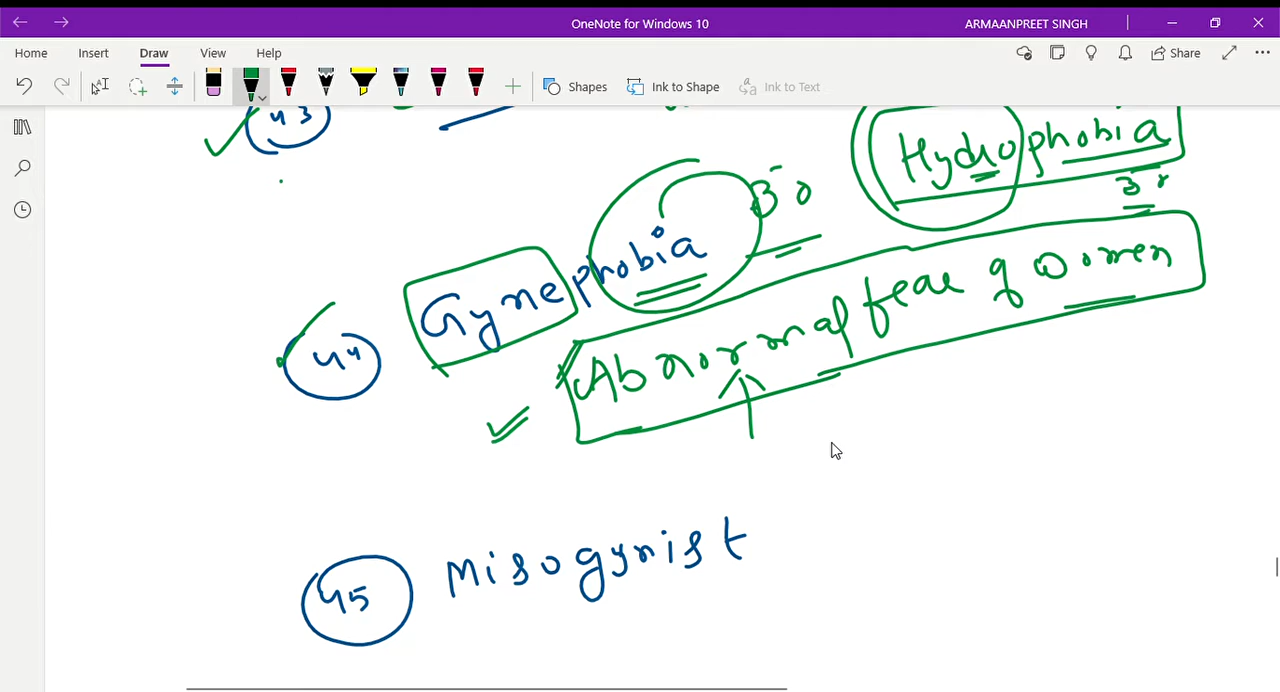 OneNote for Windows 10
ARMAANPREET SINGH
Home Insert Draw View Help
Share
Shapes Ink to Shape Ink to Text
43
Hydrophobia
44 Gynephobia
Abnormal fear of women
45 Misogynist